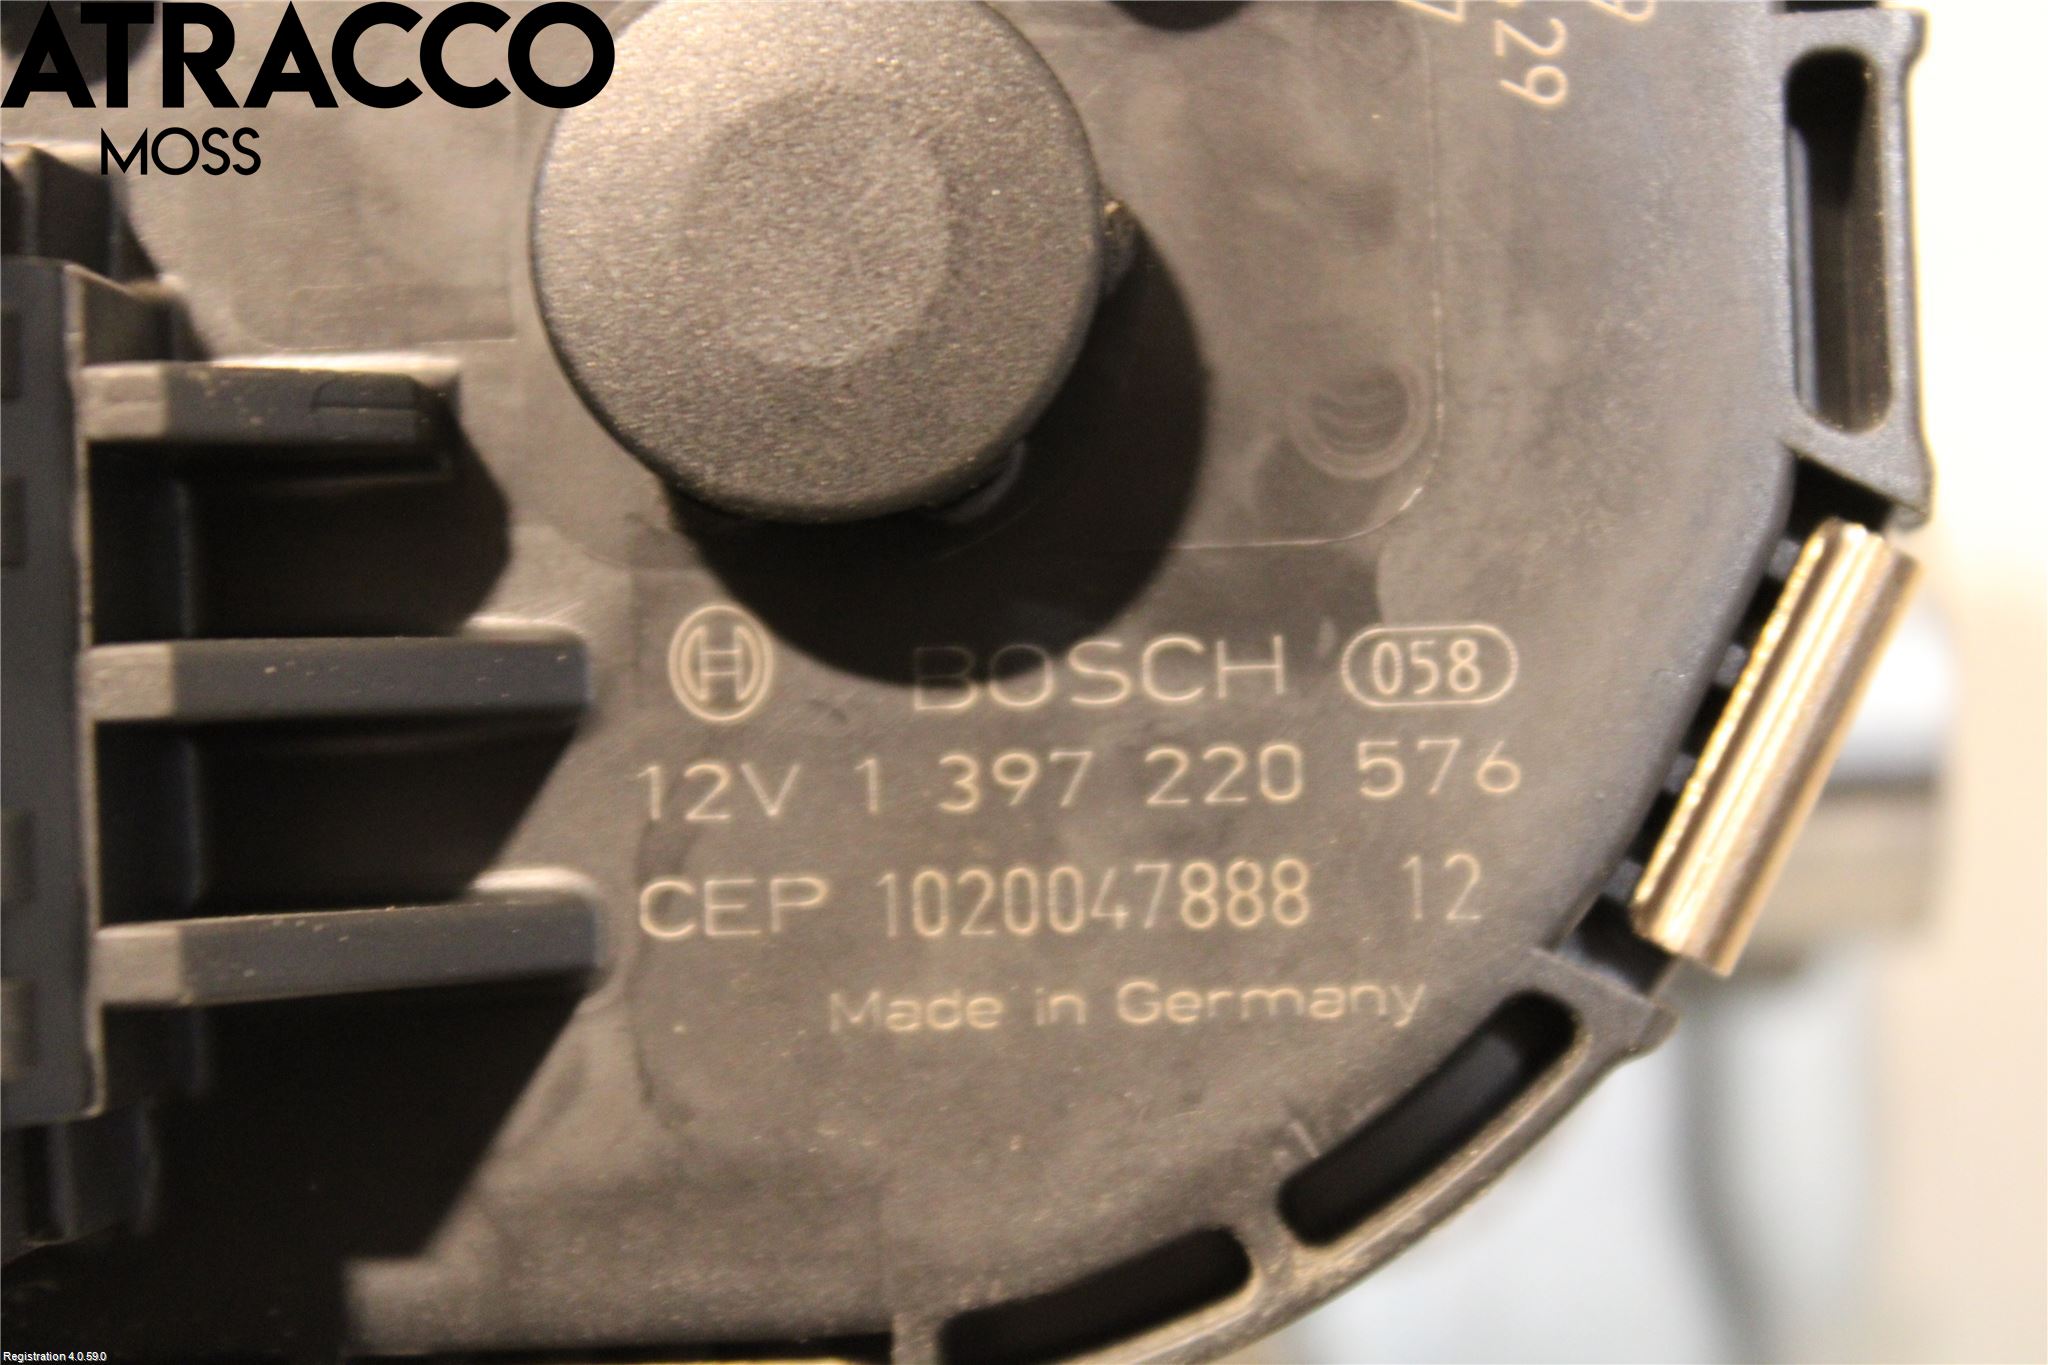 ATRACCO
MOSS
29
BOSCH 058
12V 1 397 220 576
CEP 1020047888 12
Made in Germany
Registration 4.0.59.0